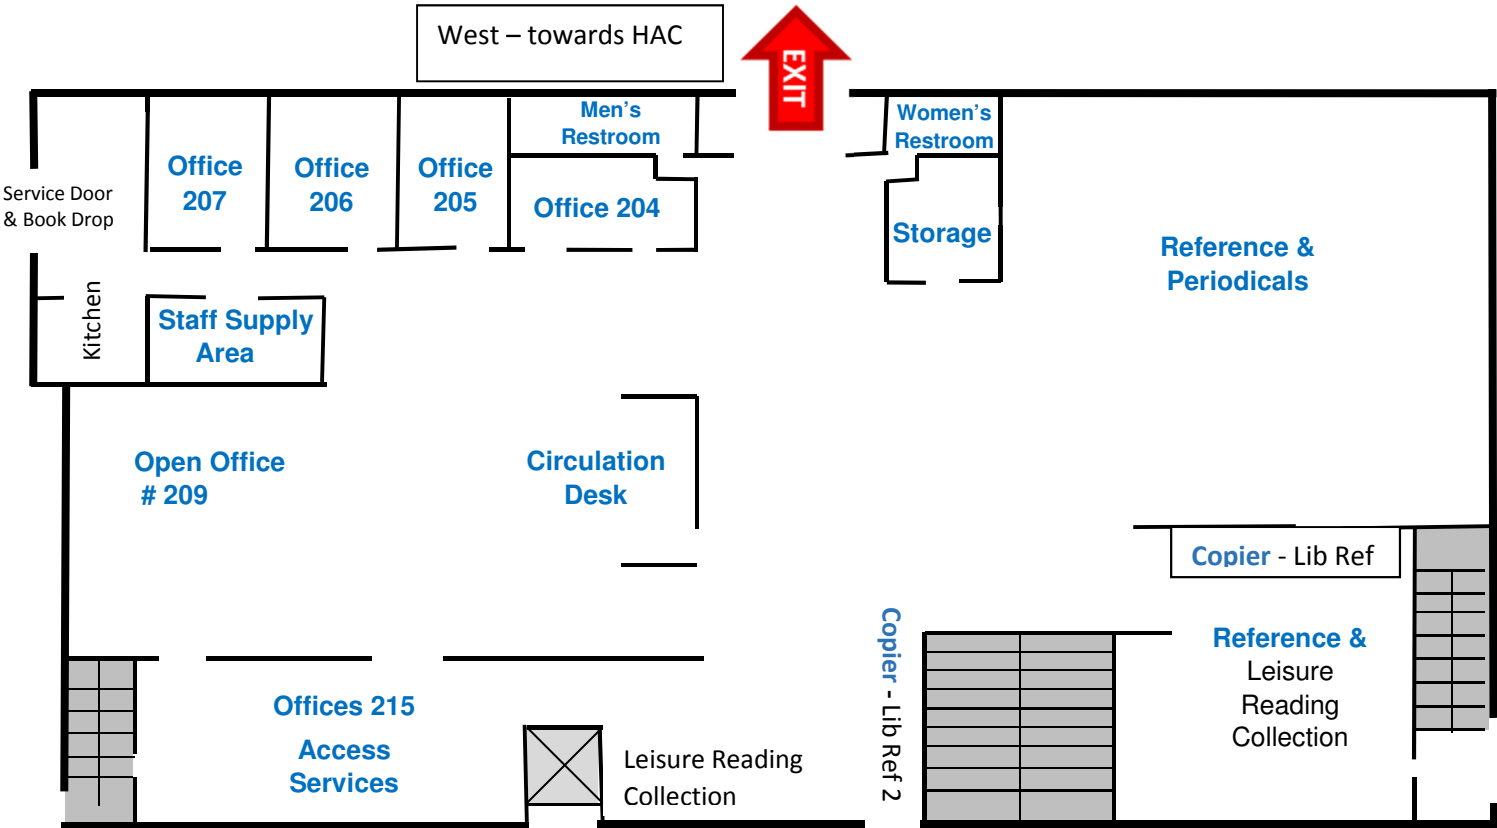 West – towards HAC
EXIT
Men's
Restroom
Women's
Restroom
Office
207
Office
206
Office
205
Office 204
Service Door
& Book Drop
Storage
Reference &
Periodicals
Kitchen
Staff Supply
Area
Open Office
# 209
Circulation
Desk
Copier - Lib Ref
Copier - Lib Ref 2
Reference &
Leisure
Reading
Collection
Offices 215
Access
Services
Leisure Reading
Collection